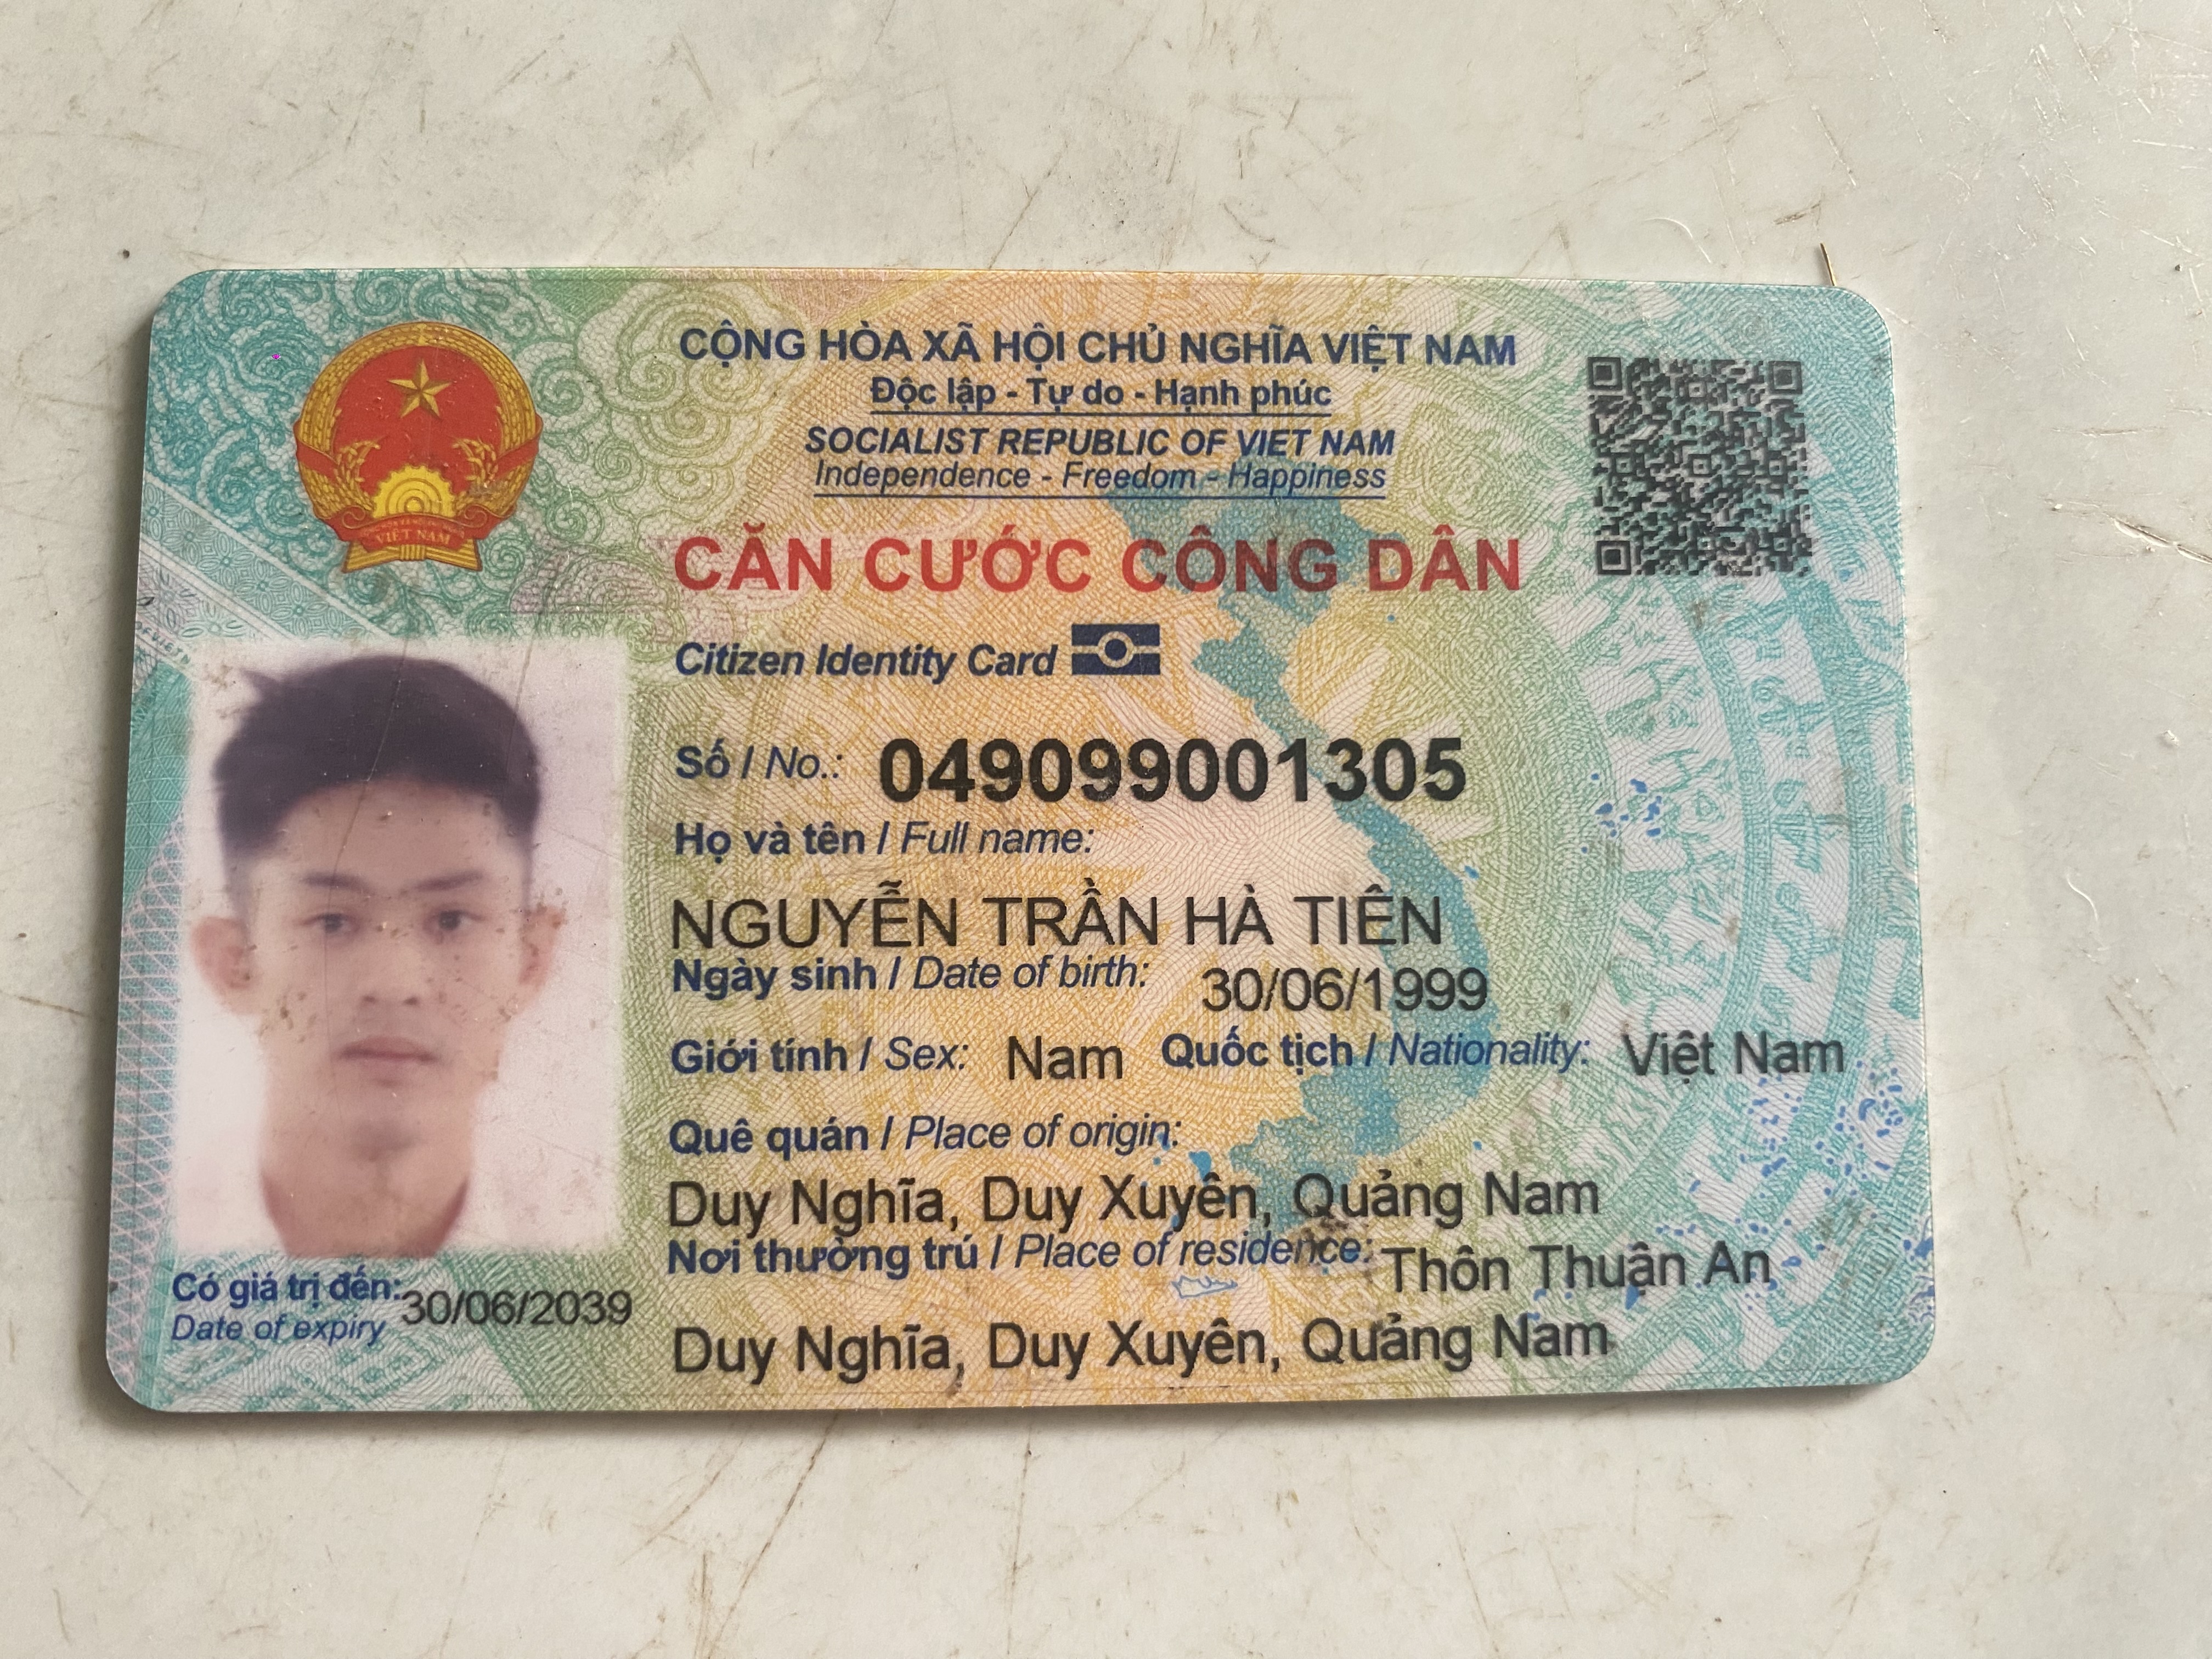 CỘNG HÒA XÃ HỘI CHỦ NGHĨA VIỆT NAM
Độc lập - Tự do - Hạnh phúc
SOCIALIST REPUBLIC OF VIET NAM
Independence - Freedom - Happiness
VIỆT NAM
CĂN CƯỚC CÔNG DÂN
Citizen Identity Card
Số / No.: 049099001305
Họ và tên / Full name:
NGUYỄN TRẦN HÀ TIÊN
Ngày sinh / Date of birth: 30/06/1999
Giới tính / Sex: Nam Quốc tịch / Nationality: Việt Nam
Quê quán / Place of origin:
Duy Nghĩa, Duy Xuyên, Quảng Nam
Nơi thường trú / Place of residence: Thôn Thuận An
Duy Nghĩa, Duy Xuyên, Quảng Nam
Có giá trị đến: 30/06/2039
Date of expiry